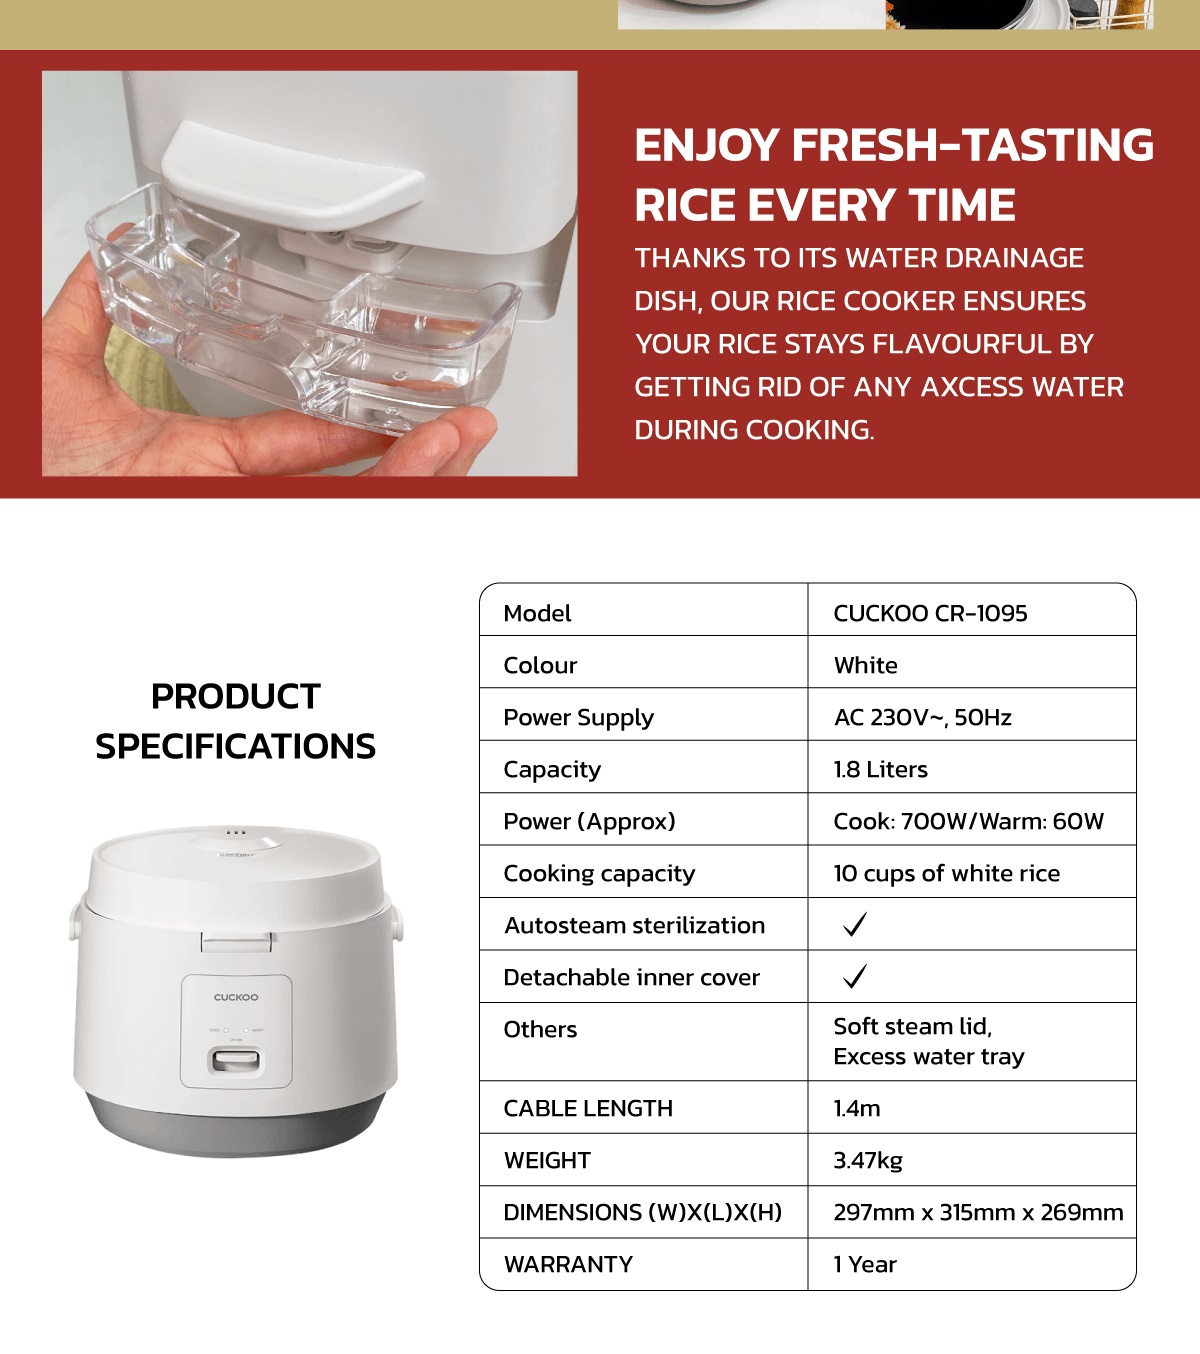 ENJOY FRESH-TASTING
RICE EVERY TIME
THANKS TO ITS WATER DRAINAGE
DISH, OUR RICE COOKER ENSURES
YOUR RICE STAYS FLAVOURFUL BY
GETTING RID OF ANY AXCESS WATER
DURING COOKING.
PRODUCT
SPECIFICATIONS
CUCKOO
Model CUCKOO CR-1095
Colour White
Power Supply AC 230V~, 50Hz
Capacity 1.8 Liters
Power (Approx) Cook: 700W/Warm: 60W
Cooking capacity 10 cups of white rice
Autosteam sterilization ✓
Detachable inner cover ✓
Others Soft steam lid,
Excess water tray
CABLE LENGTH 1.4m
WEIGHT 3.47kg
DIMENSIONS (W)X(L)X(H) 297mm x 315mm x 269mm
WARRANTY 1 Year